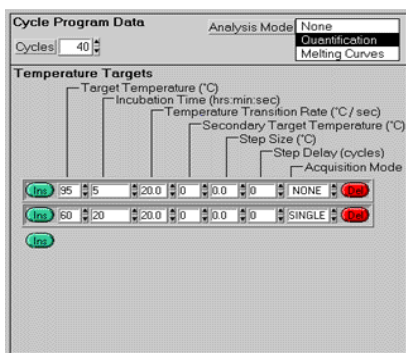 Cycle Program Data
Analysis Mode
None
Quantification
Melting Curves
Cycles 40
Temperature Targets
Target Temperature (°C)
Incubation Time (hrs:min:sec)
Temperature Transition Rate (°C/sec)
Secondary Target Temperature (°C)
Step Size (°C)
Step Delay (cycles)
Acquisition Mode
Ins 95 5 20.0 0 0.0 0 NONE Del
Ins 60 20 20.0 0 0.0 0 SINGLE Del
Ins